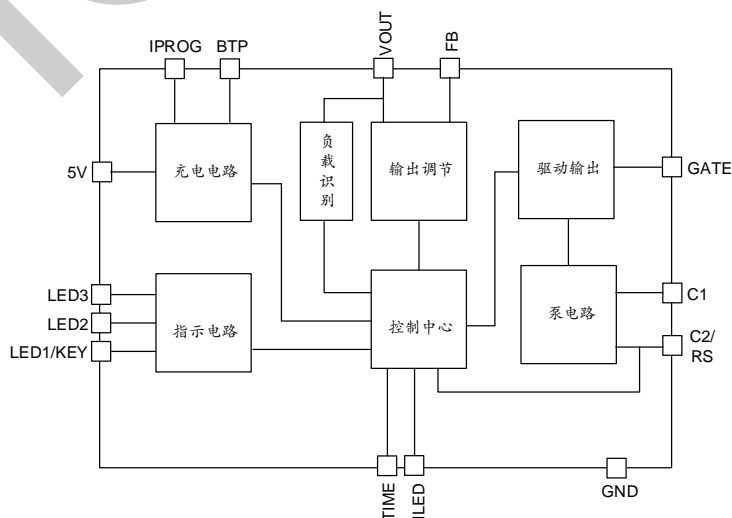 IPROG
BTP
VOUT
FB
5V
充电电路
负载识别
输出调节
驱动输出
GATE
LED3
LED2
LED1/KEY
指示电路
控制中心
泵电路
C1
C2/
RS
TIME
ILED
GND